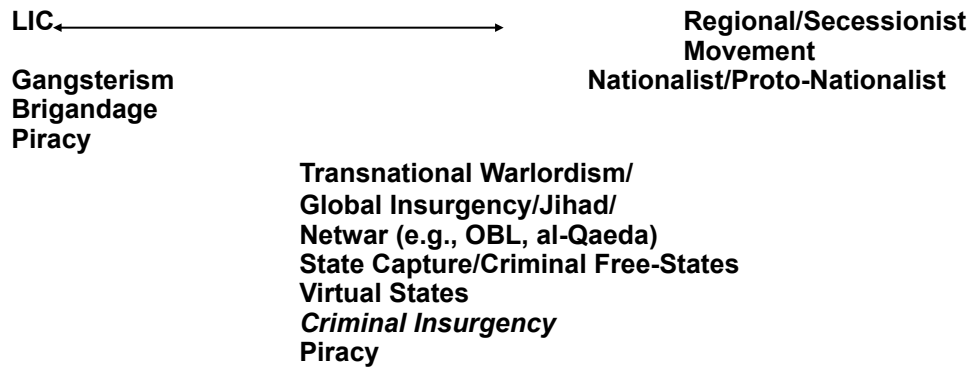 LIC Regional/Secessionist
Movement
Gangsterism Nationalist/Proto-Nationalist
Brigandage
Piracy
Transnational Warlordism/
Global Insurgency/Jihad/
Netwar (e.g., OBL, al-Qaeda)
State Capture/Criminal Free-States
Virtual States
Criminal Insurgency
Piracy